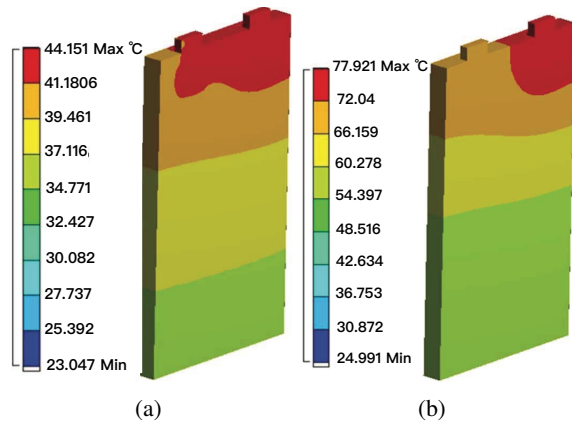 44.151 Max °C
41.1806
39.461
37.116
34.771
32.427
30.082
27.737
25.392
23.047 Min
(a)
77.921 Max °C
72.04
66.159
60.278
54.397
48.516
42.634
36.753
30.872
24.991 Min
(b)